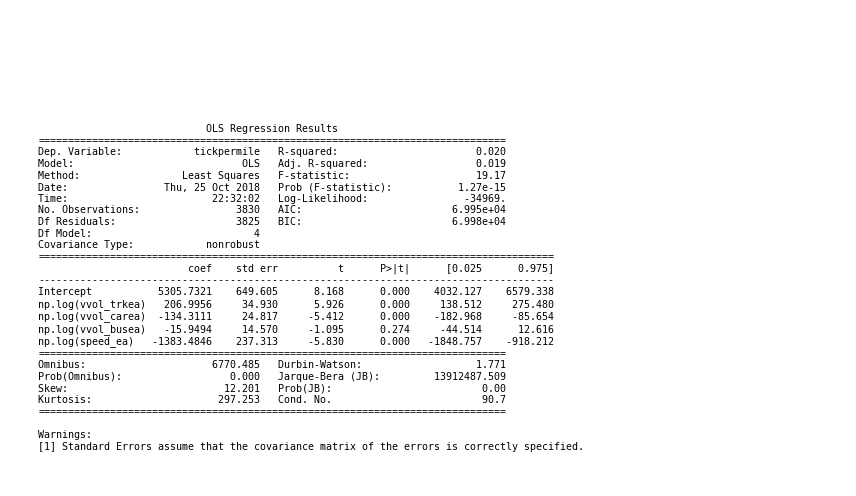 OLS Regression Results
==============================================================================
Dep. Variable:            tickpermile   R-squared:                       0.020
Model:                            OLS   Adj. R-squared:                  0.019
Method:                 Least Squares   F-statistic:                     19.17
Date:                Thu, 25 Oct 2018   Prob (F-statistic):           1.27e-15
Time:                        22:32:02   Log-Likelihood:                -34969.
No. Observations:                3830   AIC:                         6.995e+04
Df Residuals:                    3825   BIC:                         6.998e+04
Df Model:                           4
Covariance Type:            nonrobust
======================================================================================
                         coef    std err          t      P>|t|      [0.025      0.975]
--------------------------------------------------------------------------------------
Intercept           5305.7321    649.605      8.168      0.000    4032.127    6579.338
np.log(vvol_trkea)   206.9956     34.930      5.926      0.000     138.512     275.480
np.log(vvol_carea)  -134.3111     24.817     -5.412      0.000    -182.968     -85.654
np.log(vvol_busea)   -15.9494     14.570     -1.095      0.274     -44.514      12.616
np.log(speed_ea)   -1383.4846    237.313     -5.830      0.000   -1848.757    -918.212
==============================================================================
Omnibus:                     6770.485   Durbin-Watson:                   1.771
Prob(Omnibus):                  0.000   Jarque-Bera (JB):         13912487.509
Skew:                          12.201   Prob(JB):                         0.00
Kurtosis:                     297.253   Cond. No.                         90.7
==============================================================================
Warnings:
[1] Standard Errors assume that the covariance matrix of the errors is correctly specified.